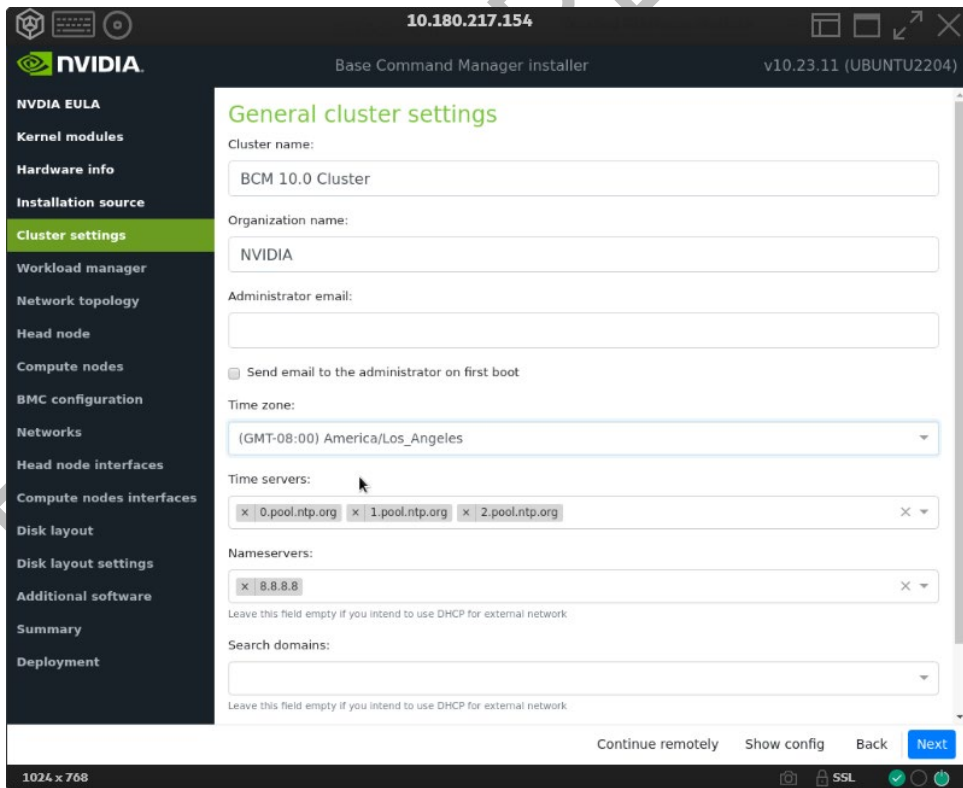 10.180.217.154
NVIDIA.
Base Command Manager installer
v10.23.11 (UBUNTU2204)
NVDIA EULA
Kernel modules
Hardware info
Installation source
Cluster settings
Workload manager
Network topology
Head node
Compute nodes
BMC configuration
Networks
Head node interfaces
Compute nodes interfaces
Disk layout
Disk layout settings
Additional software
Summary
Deployment
General cluster settings
Cluster name:
BCM 10.0 Cluster
Organization name:
NVIDIA
Administrator email:
Send email to the administrator on first boot
Time zone:
(GMT-08:00) America/Los_Angeles
Time servers:
× 0.pool.ntp.org × 1.pool.ntp.org × 2.pool.ntp.org
Nameservers:
× 8.8.8.8
Leave this field empty if you intend to use DHCP for external network
Search domains:
Leave this field empty if you intend to use DHCP for external network
Continue remotely Show config Back Next
1024 x 768 SSL